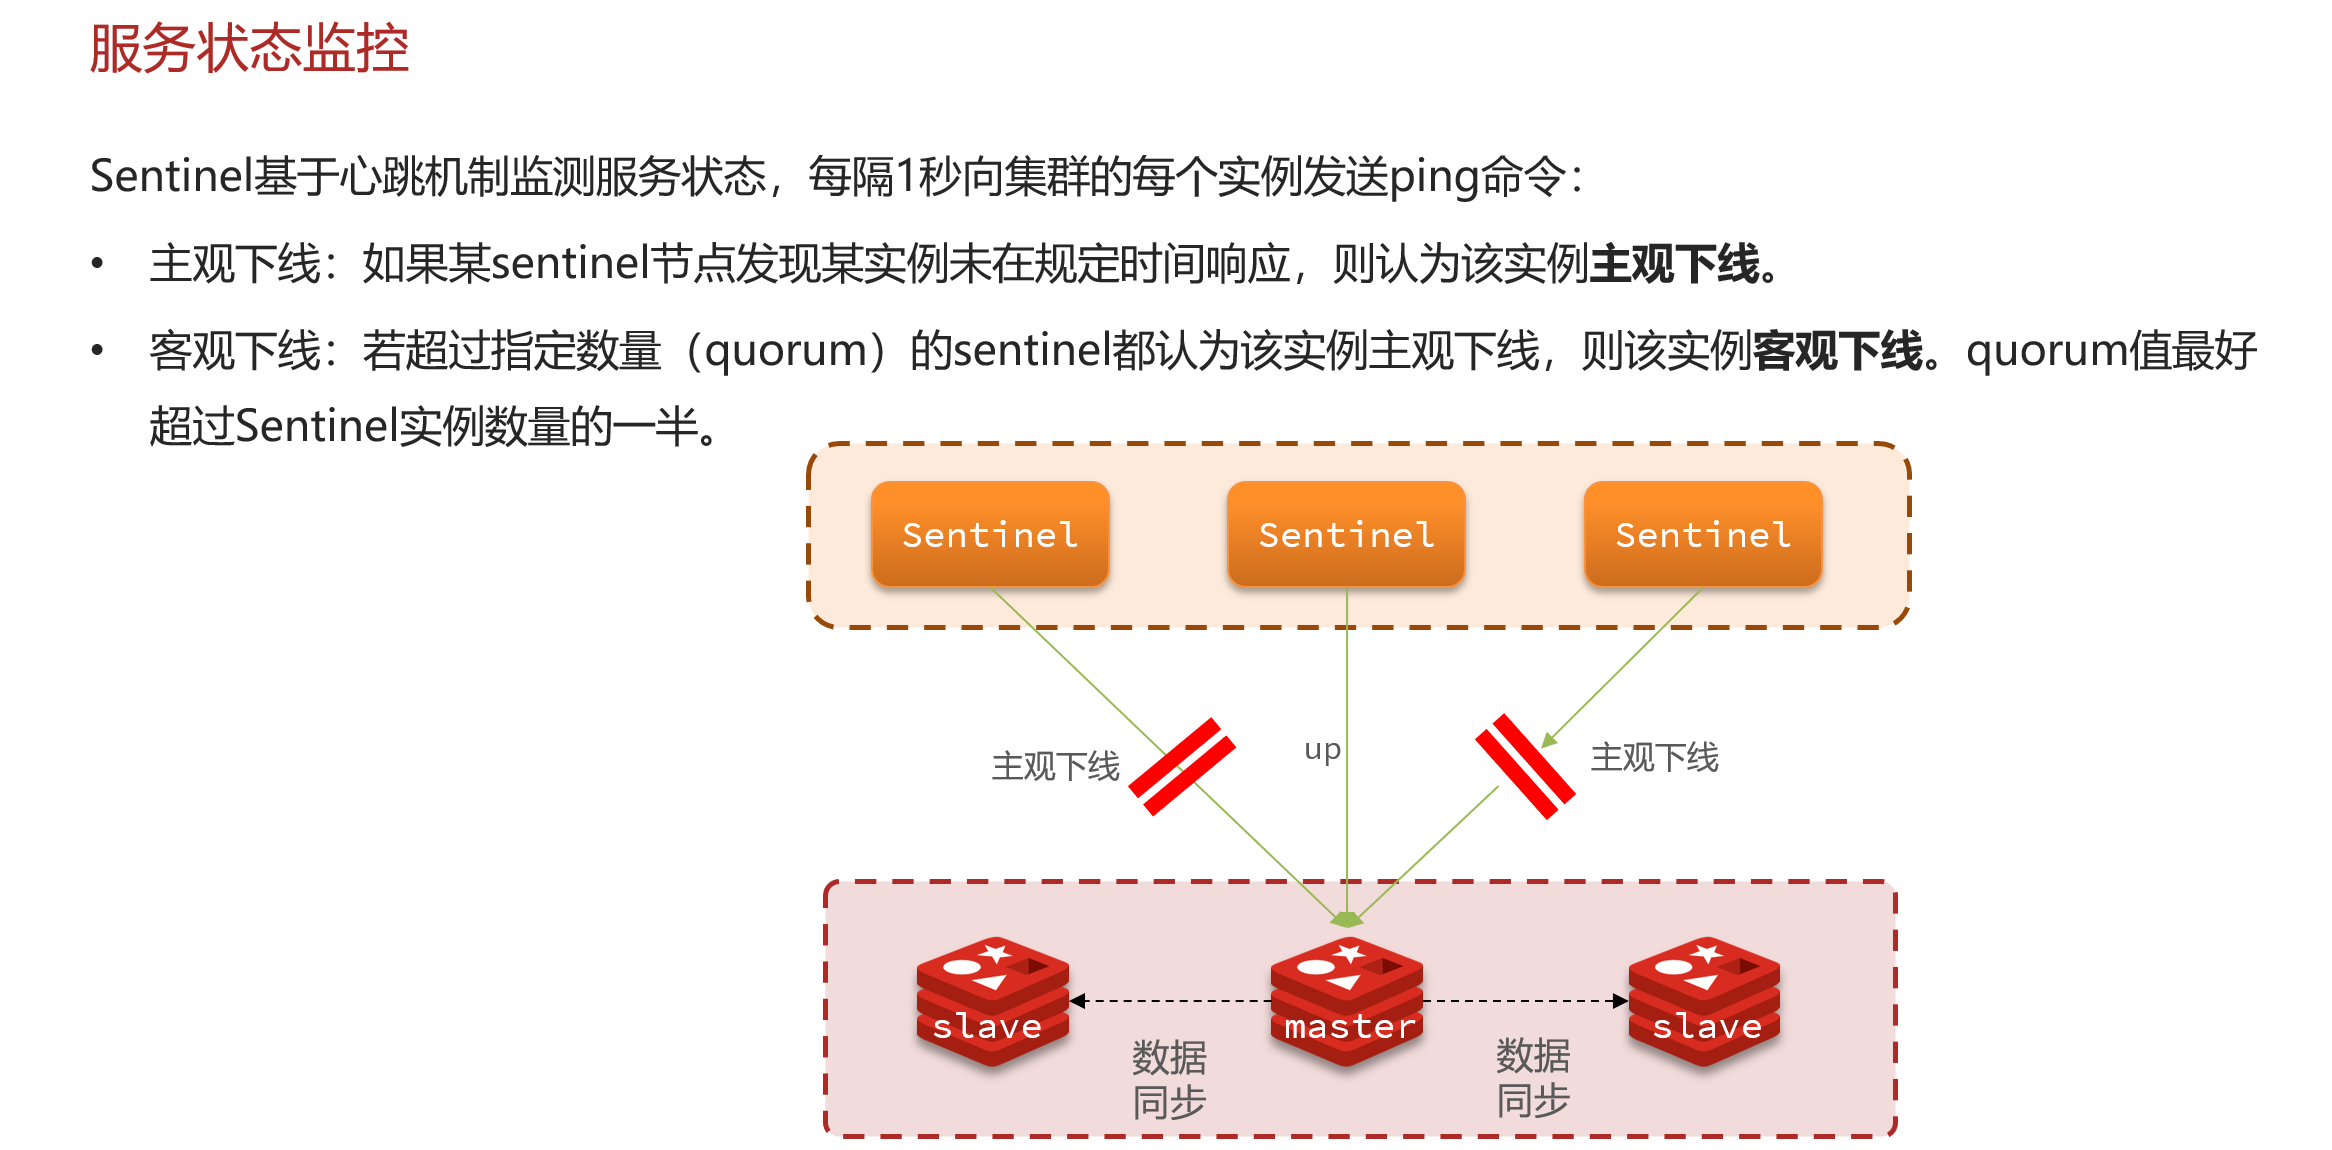 服务状态监控
Sentinel基于心跳机制监测服务状态，每隔1秒向集群的每个实例发送ping命令：
• 主观下线：如果某sentinel节点发现某实例未在规定时间响应，则认为该实例主观下线。
• 客观下线：若超过指定数量（quorum）的sentinel都认为该实例主观下线，则该实例客观下线。quorum值最好
超过Sentinel实例数量的一半。
Sentinel Sentinel Sentinel
主观下线 up 主观下线
slave master slave
数据 数据
同步 同步